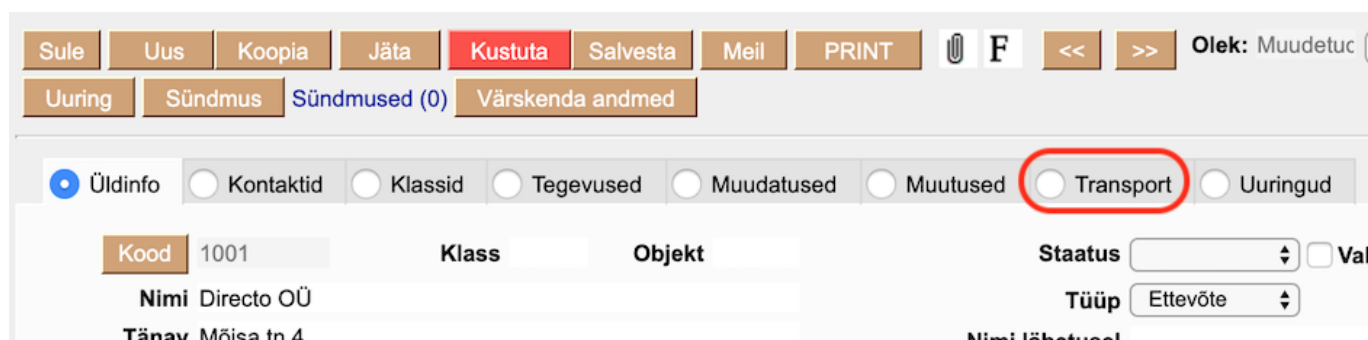 Sule Uus Koopia Jäta Kustuta Salvesta Meil PRINT F << >> Olek: Muudetuc
Uuring Sündmus Sündmused (0) Värskenda andmed
Üldinfo Kontaktid Klassid Tegevused Muudatused Muutused Transport Uuringud
Kood 1001 Klass Objekt Staatus
Nimi Directo OÜ Tüüp Ettevõte
Tänav Mõisa tn 4 Nimi lähetusel